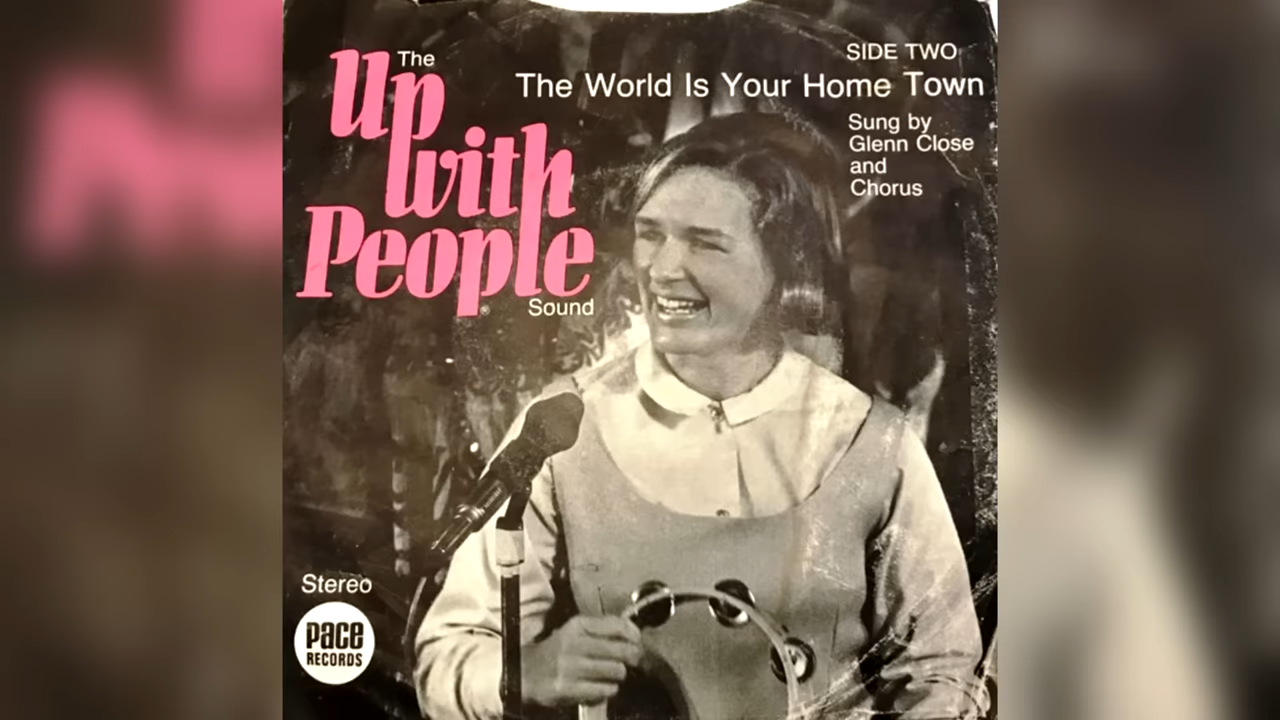 The
Up
with
People
®
Sound
SIDE TWO
The World Is Your Home Town
Sung by
Glenn Close
and
Chorus
Stereo
pace
RECORDS